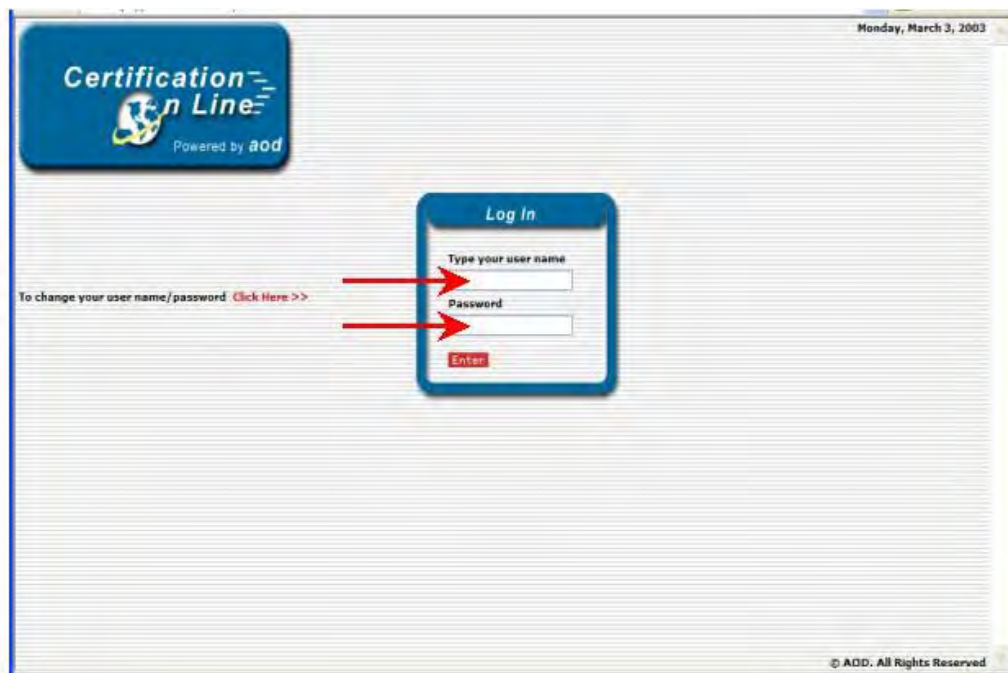 Monday, March 3, 2003
Certification
On Line
Powered by aod
Log In
Type your user name
To change your user name/password Click Here >>
Password
Enter
© AOD. All Rights Reserved